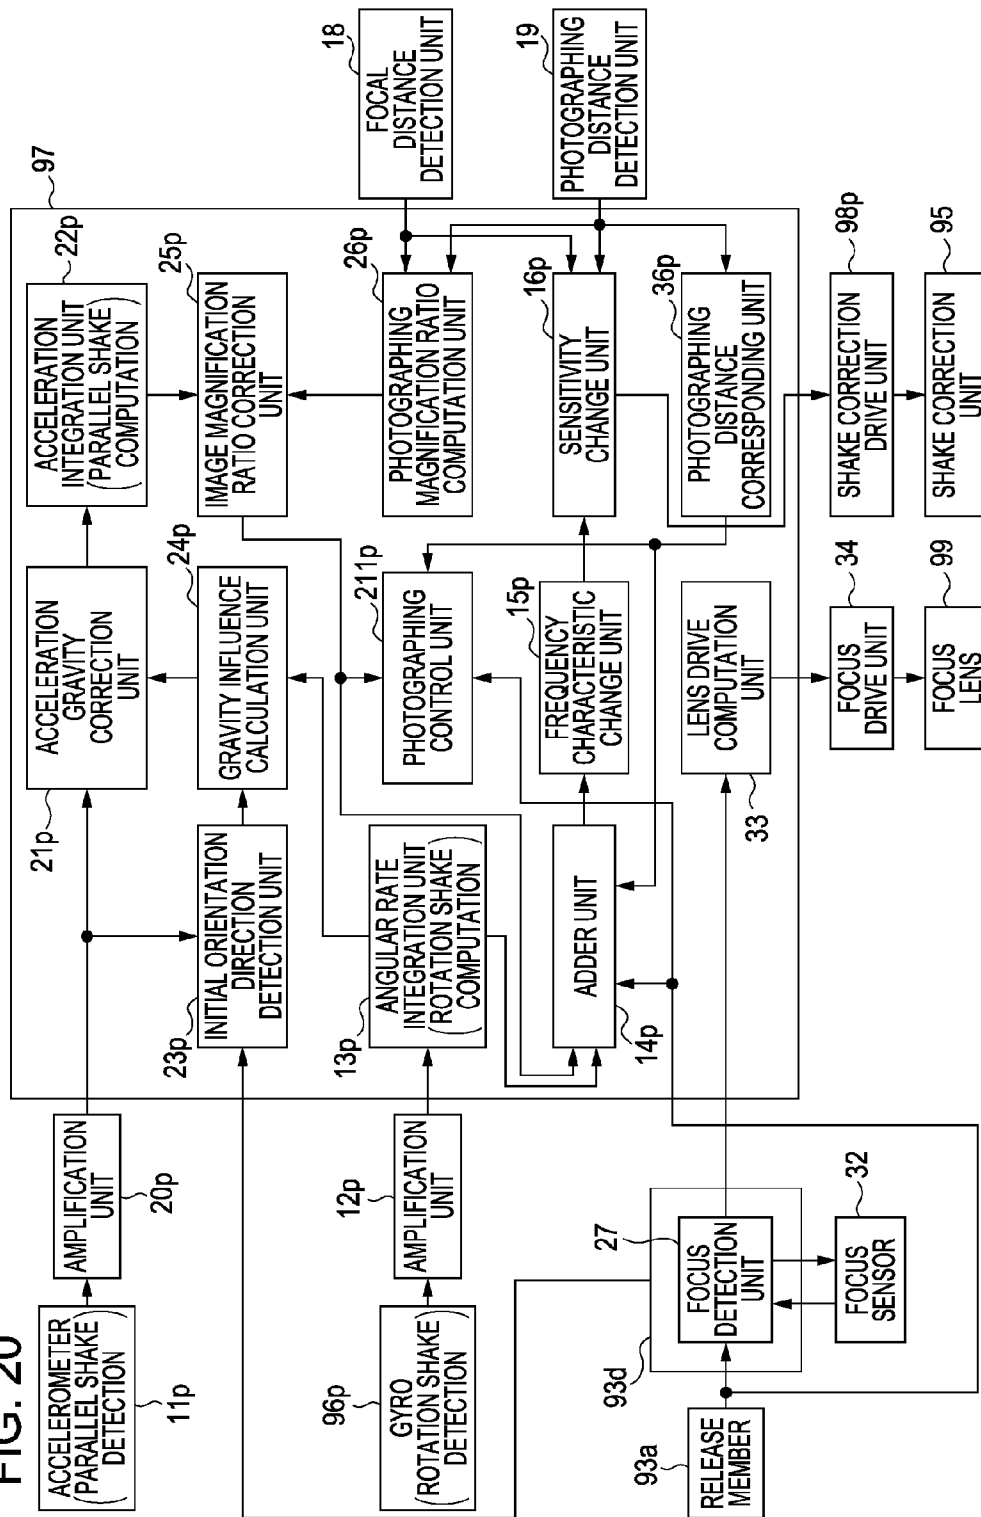 FIG. 20
ACCELEROMETER
(PARALLEL SHAKE
DETECTION)
11p
AMPLIFICATION
UNIT
20p
97
21p
ACCELERATION
GRAVITY
CORRECTION
UNIT
22p
ACCELERATION
INTEGRATION UNIT
(PARALLEL SHAKE
COMPUTATION)
23p
INITIAL ORIENTATION
DIRECTION
DETECTION UNIT
24p
GRAVITY INFLUENCE
CALCULATION UNIT
25p
IMAGE MAGNIFICATION
RATIO CORRECTION
UNIT
96p
GYRO
(ROTATION SHAKE
DETECTION)
12p
AMPLIFICATION
UNIT
13p
ANGULAR RATE
INTEGRATION UNIT
(ROTATION SHAKE
COMPUTATION)
211p
PHOTOGRAPHING
CONTROL UNIT
26p
PHOTOGRAPHING
MAGNIFICATION RATIO
COMPUTATION UNIT
18
FOCAL
DISTANCE
DETECTION UNIT
14p
ADDER UNIT
15p
FREQUENCY
CHARACTERISTIC
CHANGE UNIT
16p
SENSITIVITY
CHANGE UNIT
19
PHOTOGRAPHING
DISTANCE
DETECTION UNIT
93a
RELEASE
MEMBER
93d
27
FOCUS
DETECTION
UNIT
32
FOCUS
SENSOR
33
LENS DRIVE
COMPUTATION
UNIT
36p
PHOTOGRAPHING
DISTANCE
CORRESPONDING UNIT
34
FOCUS
DRIVE UNIT
98p
SHAKE CORRECTION
DRIVE UNIT
99
FOCUS
LENS
95
SHAKE CORRECTION
UNIT